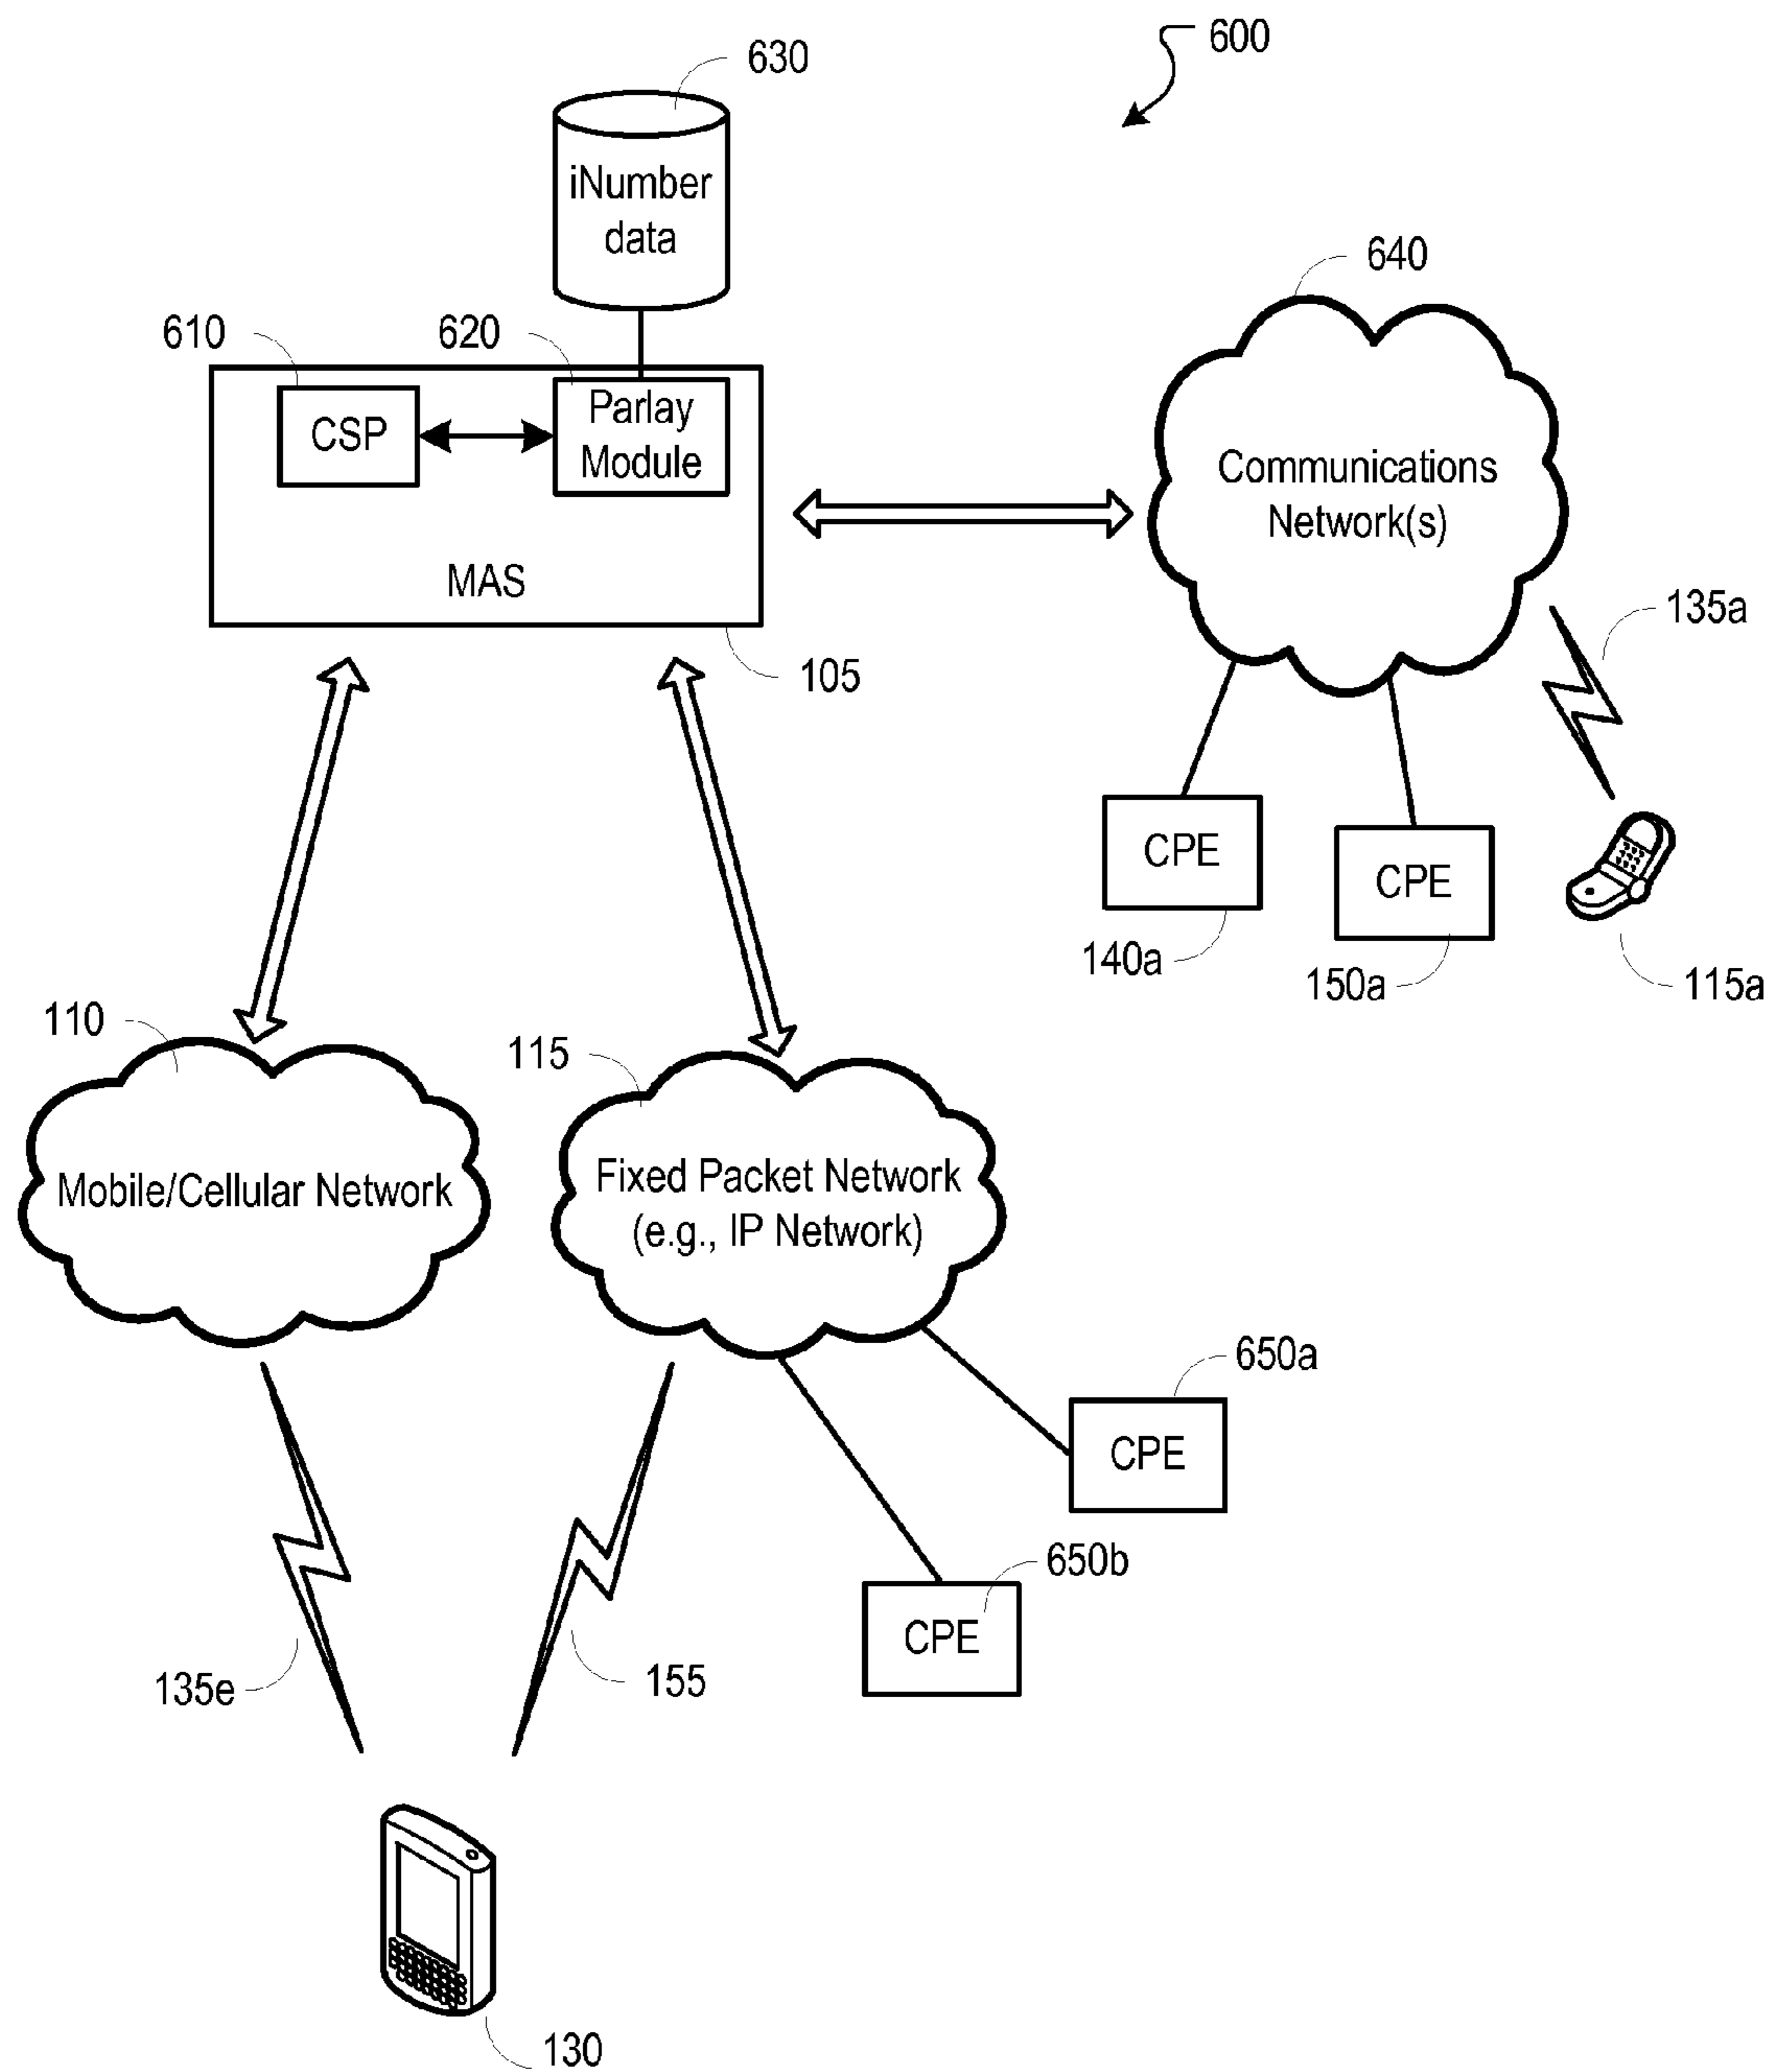 600
630
iNumber
data
640
610
620
CSP
Parlay
Module
Communications
Network(s)
MAS
135a
105
CPE
CPE
140a
150a
115a
110
115
Mobile/Cellular Network
Fixed Packet Network
(e.g., IP Network)
650a
CPE
650b
CPE
135e
155
130